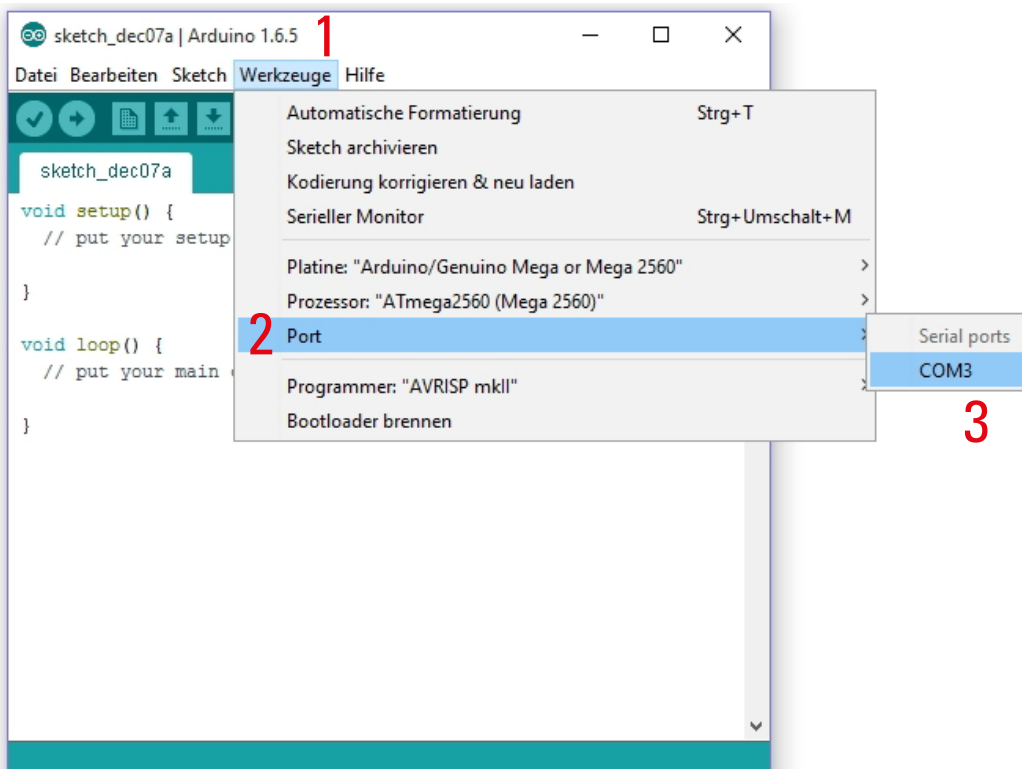 sketch_dec07a | Arduino 1.6.5
1
Datei Bearbeiten Sketch Werkzeuge Hilfe
Automatische Formatierung Strg+T
Sketch archivieren
Kodierung korrigieren & neu laden
Serieller Monitor Strg+Umschalt+M
Platine: "Arduino/Genuino Mega or Mega 2560"
Prozessor: "ATmega2560 (Mega 2560)"
2 Port
Serial ports
COM3
3
Programmer: "AVRISP mkII"
Bootloader brennen
sketch_dec07a
void setup() {
// put your setup
}
void loop() {
// put your main
}